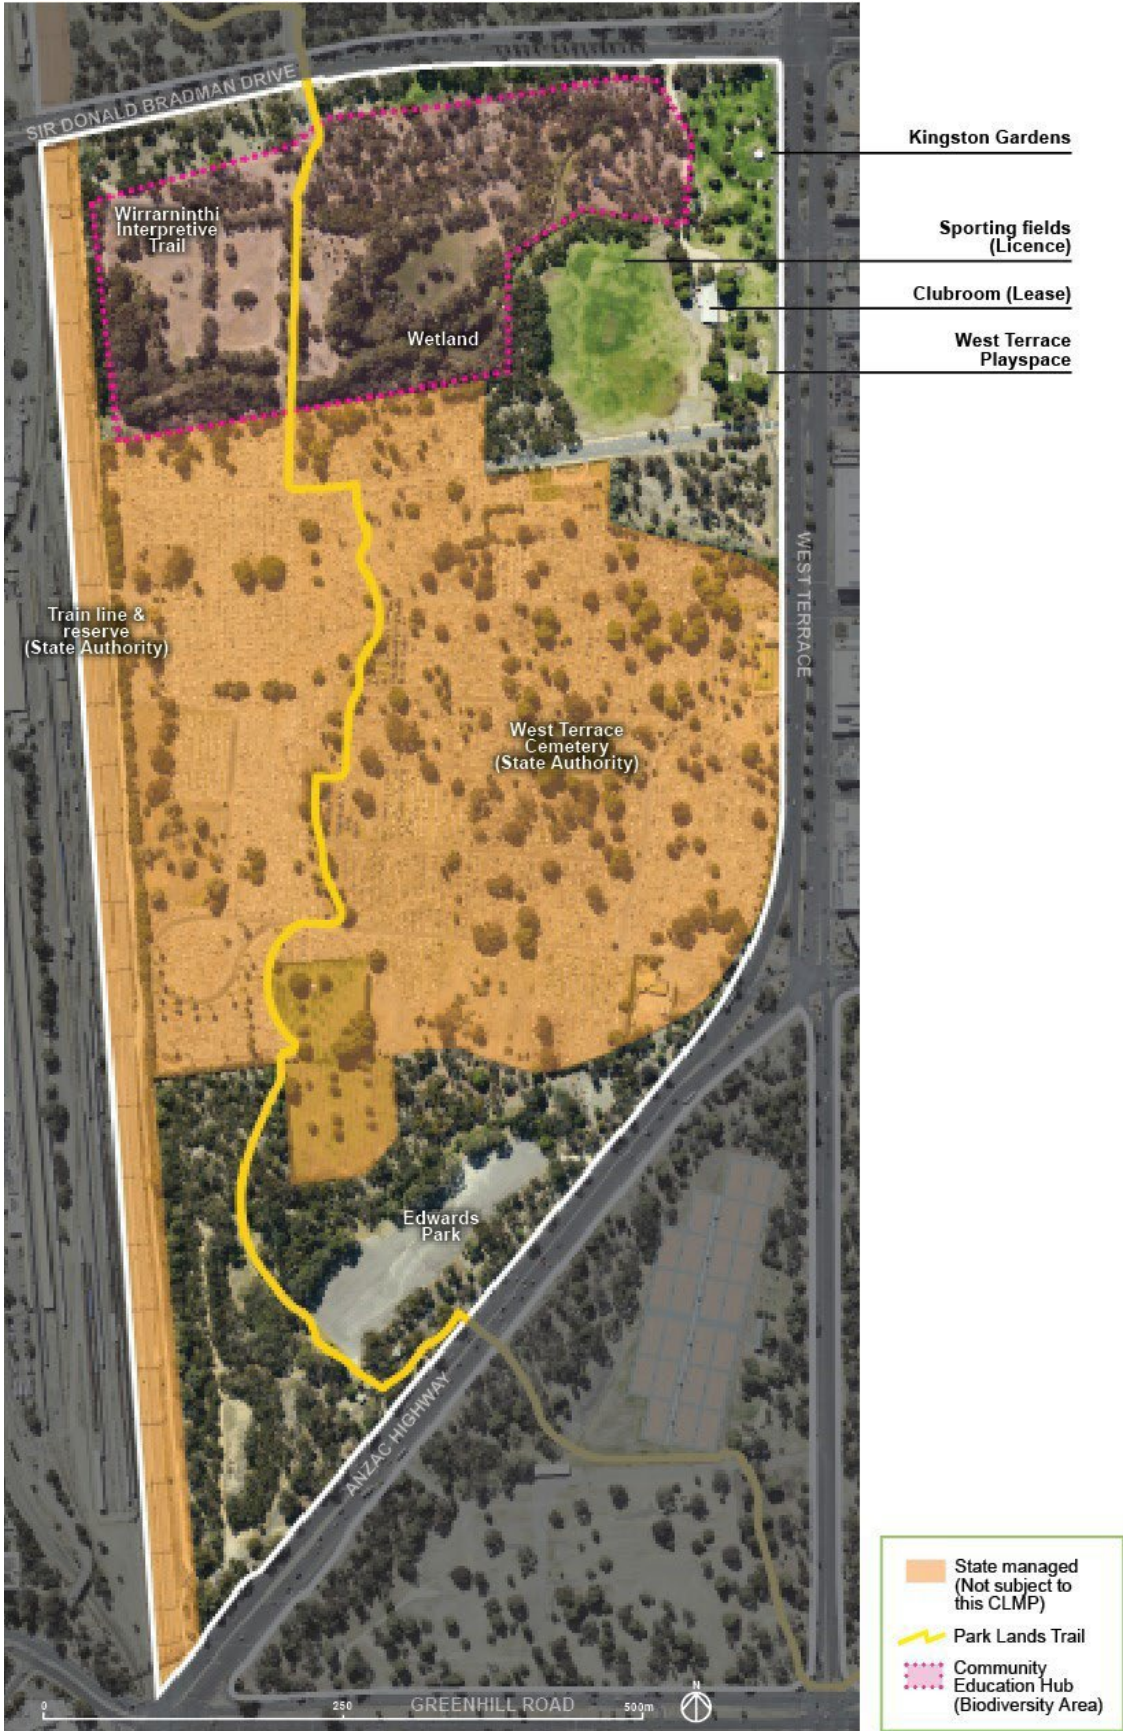 SIR DONALD BRADMAN DRIVE
Kingston Gardens
Wirrarninthi
Interpretive
Trail
Sporting fields
(Licence)
Clubroom (Lease)
Wetland
West Terrace
Playspace
WEST TERRACE
Train line &
reserve
(State Authority)
West Terrace
Cemetery
(State Authority)
Edwards
Park
ANZAC HIGHWAY
State managed
(Not subject to
this CLMP)
Park Lands Trail
Community
Education Hub
(Biodiversity Area)
0 250 500m
GREENHILL ROAD
N